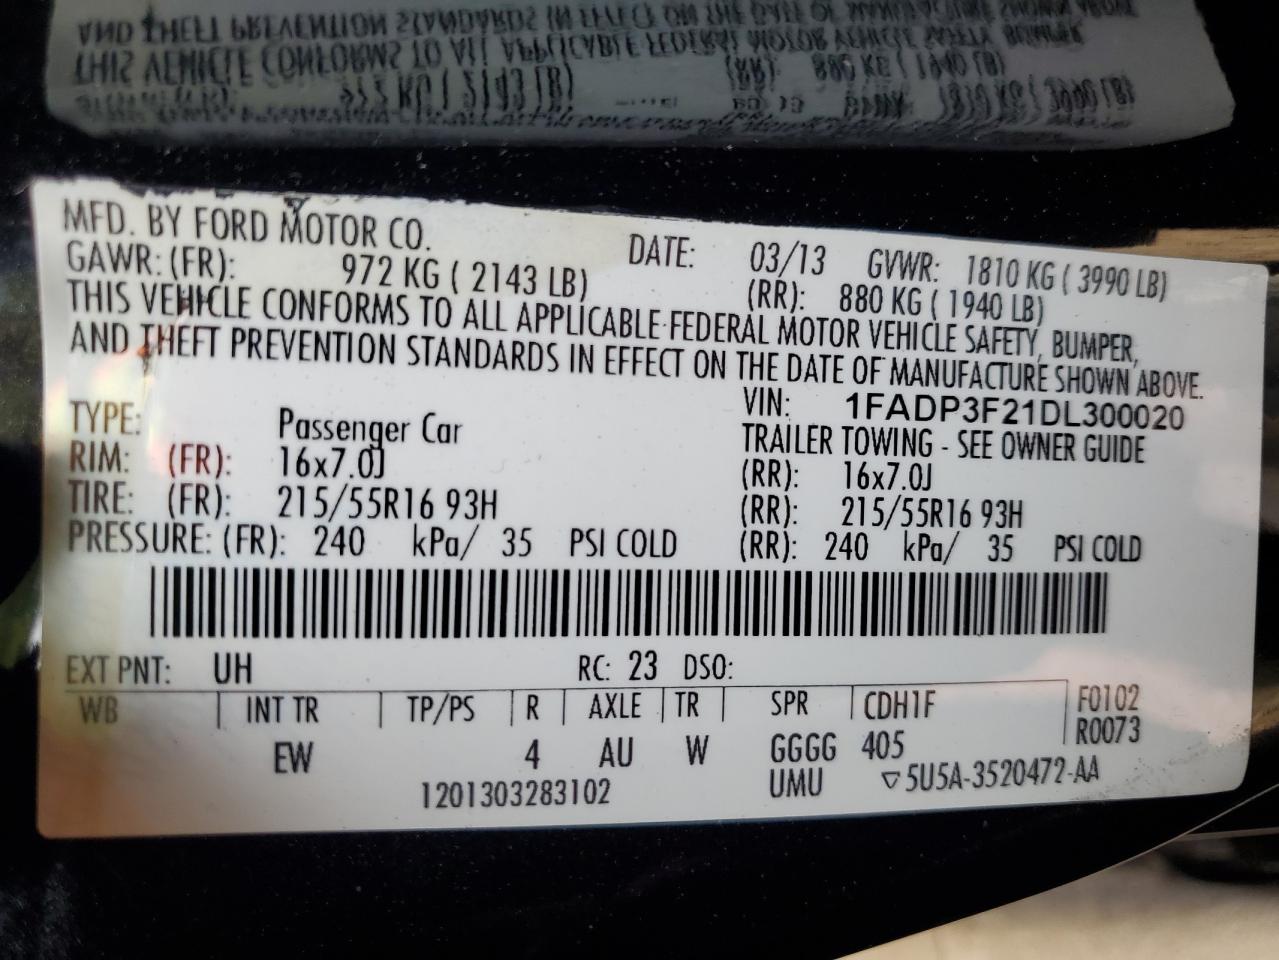 MFD. BY FORD MOTOR CO.
DATE: 03/13 GVWR: 1810 KG ( 3990 LB)
GAWR: (FR): 972 KG ( 2143 LB) (RR): 880 KG ( 1940 LB)
THIS VEHICLE CONFORMS TO ALL APPLICABLE FEDERAL MOTOR VEHICLE SAFETY, BUMPER,
AND THEFT PREVENTION STANDARDS IN EFFECT ON THE DATE OF MANUFACTURE SHOWN ABOVE.
VIN: 1FADP3F21DL300020
TYPE: Passenger Car TRAILER TOWING - SEE OWNER GUIDE
RIM: (FR): 16x7.0J (RR): 16x7.0J
TIRE: (FR): 215/55R16 93H (RR): 215/55R16 93H
PRESSURE: (FR): 240 kPa/ 35 PSI COLD (RR): 240 kPa/ 35 PSI COLD
EXT PNT: UH RC: 23 DSO:
WB INT TR TP/PS R AXLE TR SPR CDH1F F0102
R0073
EW 4 AU W GGGG 405
1201303283102 UMU ▽5U5A-3520472-AA